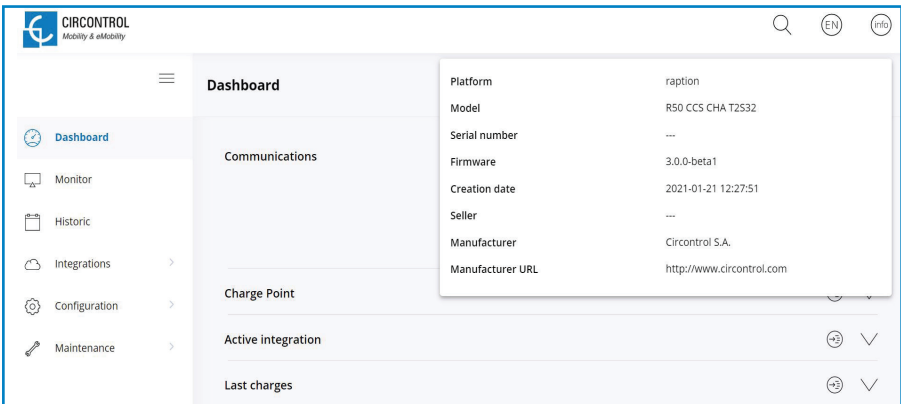 CIRCONTROL
Mobility & eMobility
EN
info
Dashboard
Platform raption
Model R50 CCS CHA T2S32
Serial number ---
Firmware 3.0.0-beta1
Creation date 2021-01-21 12:27:51
Seller ---
Manufacturer Circontrol S.A.
Manufacturer URL http://www.circontrol.com
Dashboard
Monitor
Historic
Integrations
Configuration
Maintenance
Communications
Charge Point
Active integration
Last charges